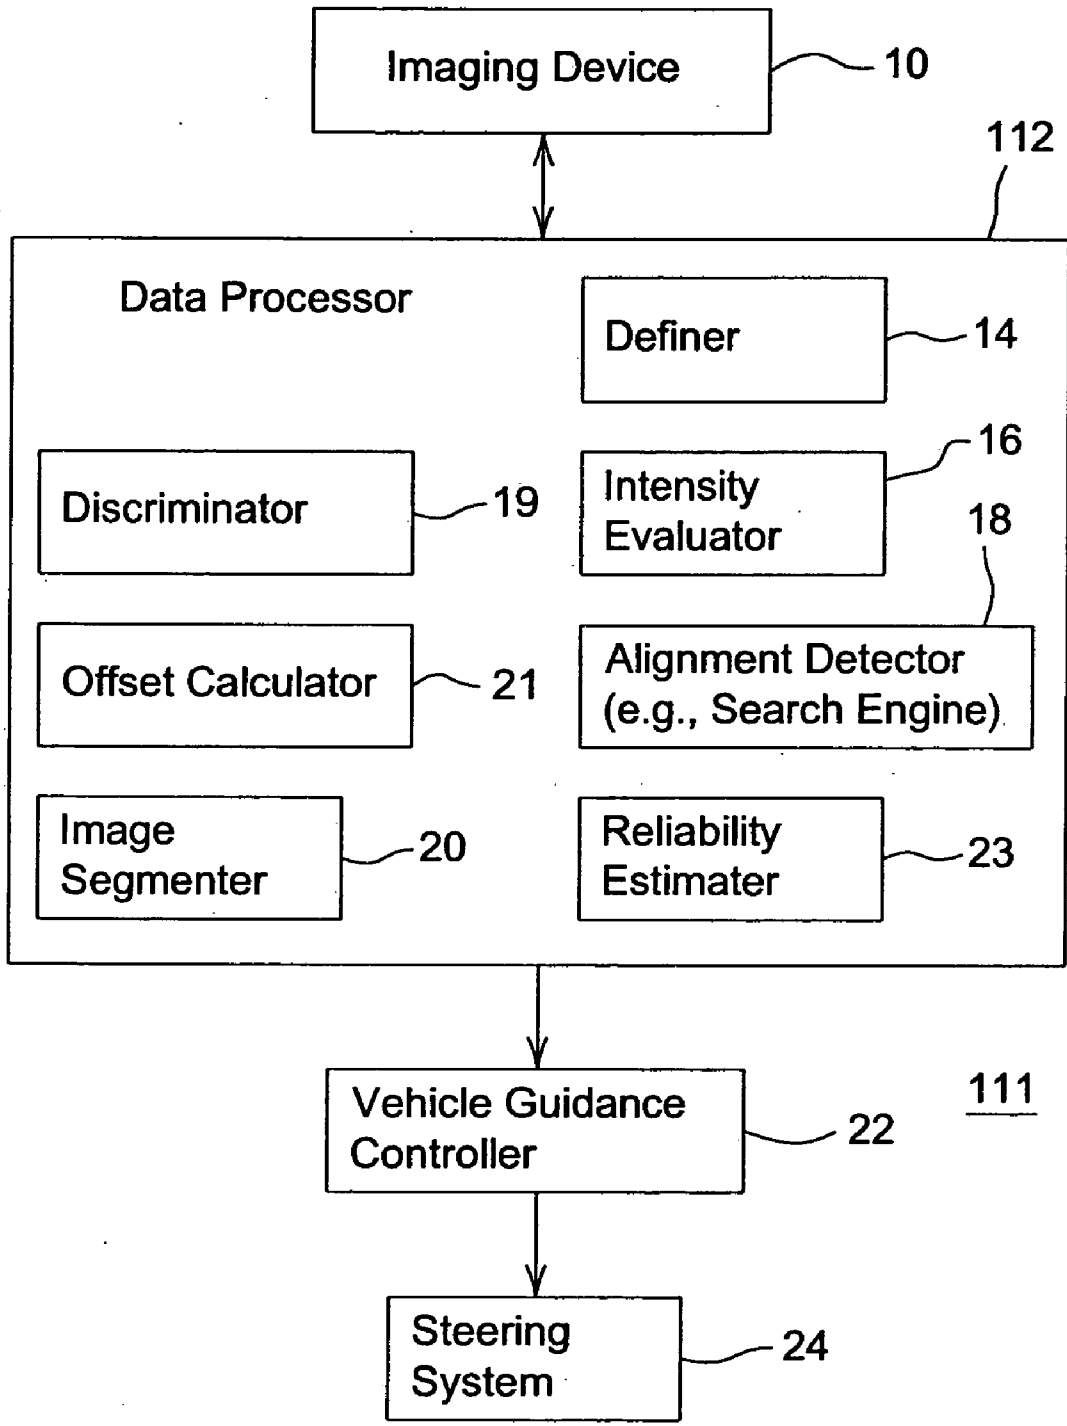 Imaging Device
10
112
Data Processor
Definer
14
Discriminator
19
Intensity
Evaluator
16
18
Offset Calculator
21
Alignment Detector
(e.g., Search Engine)
Image
Segmenter
20
Reliability
Estimater
23
Vehicle Guidance
Controller
22
111
Steering
System
24